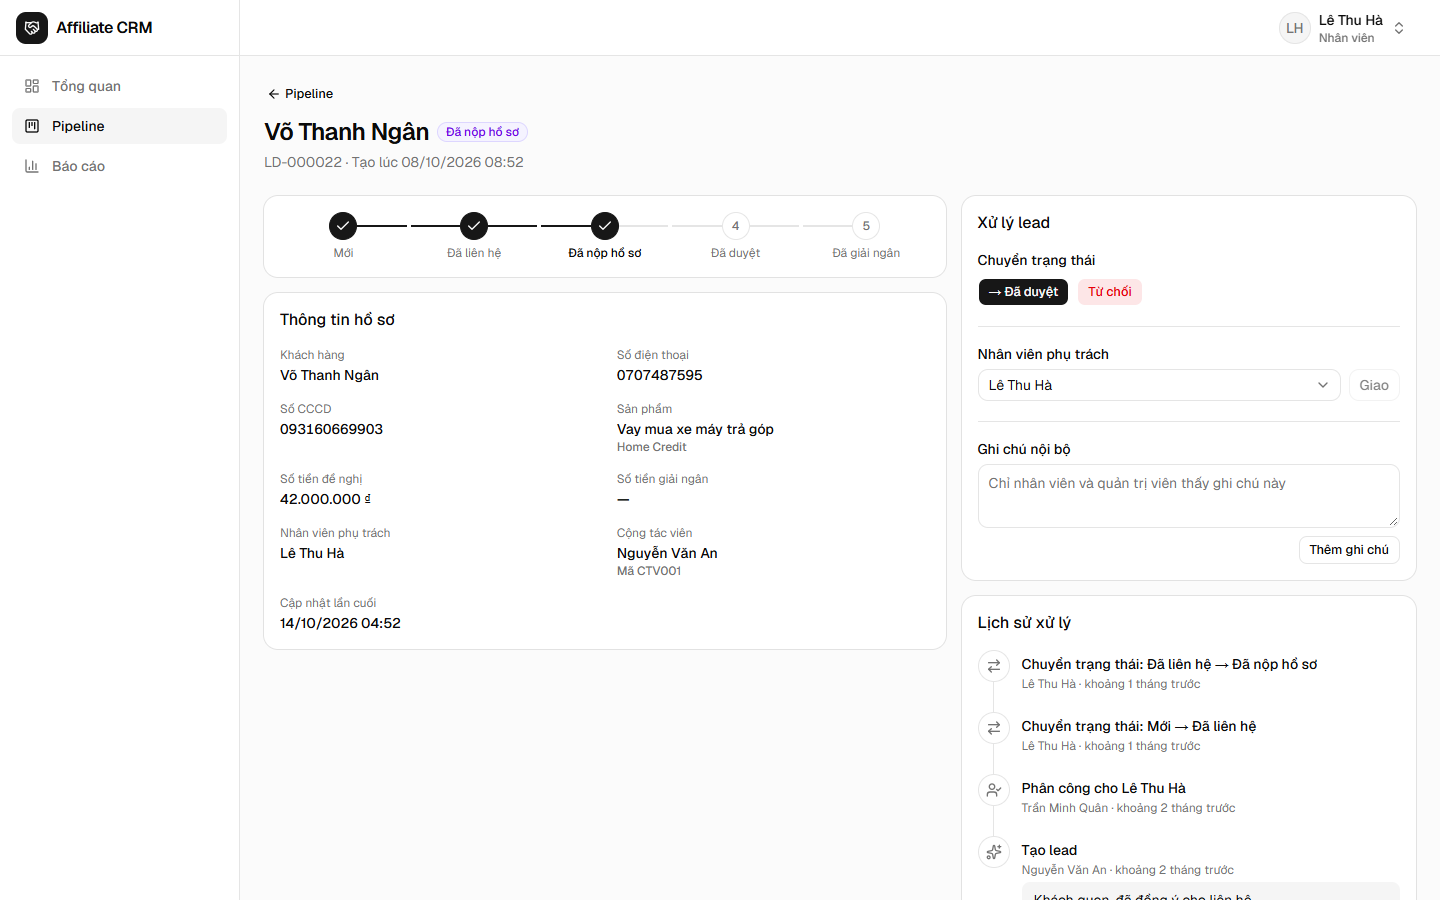 Affiliate CRM
LH
Lê Thu Hà
Nhân viên
Tổng quan
Pipeline
Báo cáo
Pipeline
Võ Thanh Ngân
Đã nộp hồ sơ
LD-000022 · Tạo lúc 08/10/2026 08:52
4
5
Mới
Đã liên hệ
Đã nộp hồ sơ
Đã duyệt
Đã giải ngân
Thông tin hồ sơ
Khách hàng
Võ Thanh Ngân
Số điện thoại
0707487595
Số CCCD
093160669903
Sản phẩm
Vay mua xe máy trả góp
Home Credit
Số tiền đề nghị
42.000.000 ₫
Số tiền giải ngân
—
Nhân viên phụ trách
Lê Thu Hà
Cộng tác viên
Nguyễn Văn An
Mã CTV001
Cập nhật lần cuối
14/10/2026 04:52
Xử lý lead
Chuyển trạng thái
→ Đã duyệt
Từ chối
Nhân viên phụ trách
Lê Thu Hà
Giao
Ghi chú nội bộ
Chỉ nhân viên và quản trị viên thấy ghi chú này
Thêm ghi chú
Lịch sử xử lý
Chuyển trạng thái: Đã liên hệ → Đã nộp hồ sơ
Lê Thu Hà · khoảng 1 tháng trước
Chuyển trạng thái: Mới → Đã liên hệ
Lê Thu Hà · khoảng 1 tháng trước
Phân công cho Lê Thu Hà
Trần Minh Quân · khoảng 2 tháng trước
Tạo lead
Nguyễn Văn An · khoảng 2 tháng trước
Khách quen, đã đồng ý cho liên hệ